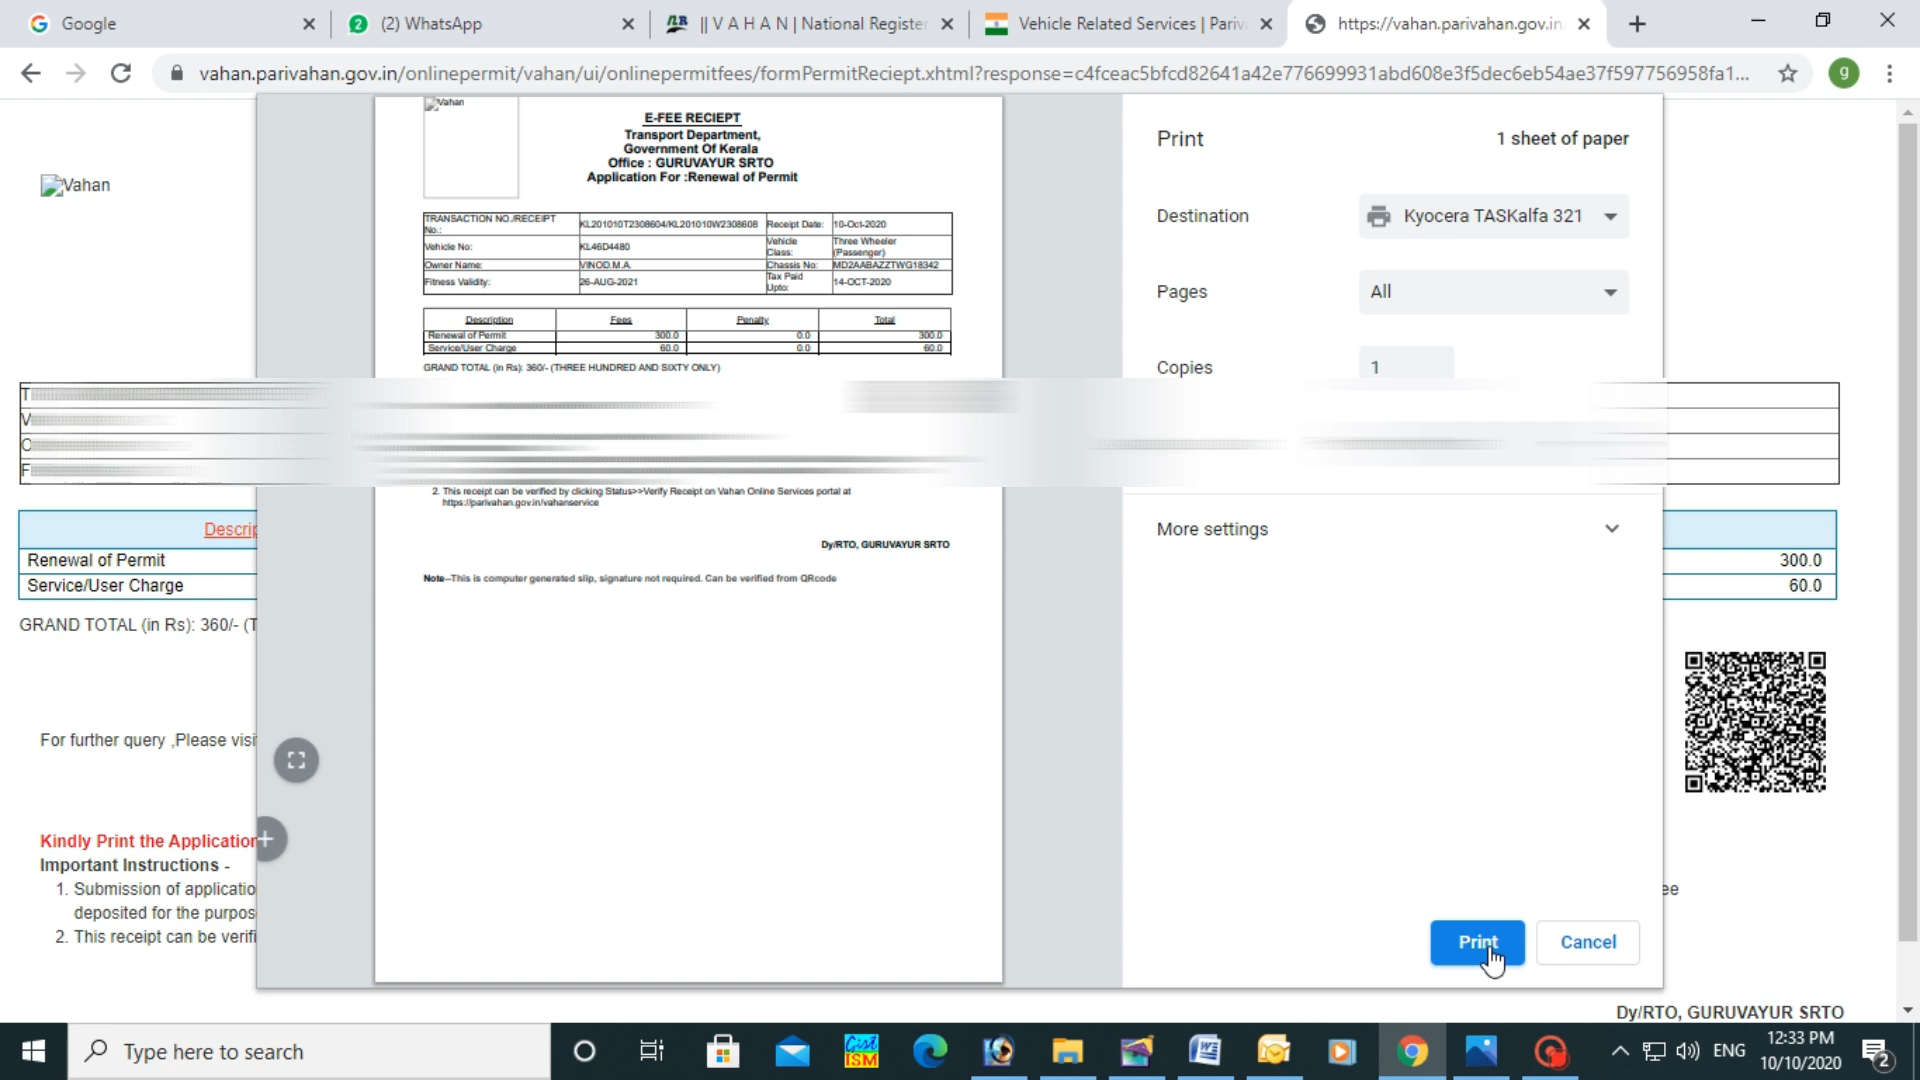 Google
(2) WhatsApp
|| V A H A N | National Register
Vehicle Related Services | Pariva
https://vahan.parivahan.gov.in
vahan.parivahan.gov.in/onlinepermit/vahan/ui/onlinepermitfees/formPermitReciept.xhtml?response=c4fceac5bfcd82641a42e776699931abd608e3f5dec6eb54ae37f597756958fa1...
g
Vahan
Vahan
E-FEE RECIEPT
Transport Department,
Government Of Kerala
Office : GURUVAYUR SRTO
Application For :Renewal of Permit
TRANSACTION NO./RECEIPT No.: KL201010T2308604/KL201010W2308608 Receipt Date: 10-Oct-2020
Vehicle No: KL46D4480 Vehicle Class: Three Wheeler (Passenger)
Owner Name: VINOD.M.A. Chassis No: MD2AABAZZTWG18342
Fitness Validity: 26-AUG-2021 Tax Paid Upto: 14-OCT-2020
Description Fees Penalty Total
Renewal of Permit 300.0 0.0 300.0
Service/User Charge 60.0 0.0 60.0
GRAND TOTAL (in Rs): 360/- (THREE HUNDRED AND SIXTY ONLY)
2. This receipt can be verified by clicking Status>>Verify Receipt on Vahan Online Services portal at
https://parivahan.gov.in/vahanservice
Dy/RTO, GURUVAYUR SRTO
Note--This is computer generated slip, signature not required. Can be verified from QRcode
Print 1 sheet of paper
Destination Kyocera TASKalfa 321
Pages All
Copies 1
More settings
Print Cancel
T
V
O
F
Descrip
Renewal of Permit 300.0
Service/User Charge 60.0
GRAND TOTAL (in Rs): 360/- (T
For further query ,Please visi
Kindly Print the Application
Important Instructions -
1. Submission of applicatio ee
deposited for the purpos
2. This receipt can be verifi
Dy/RTO, GURUVAYUR SRTO
Type here to search
Cist
ISM
ENG
12:33 PM
10/10/2020
2